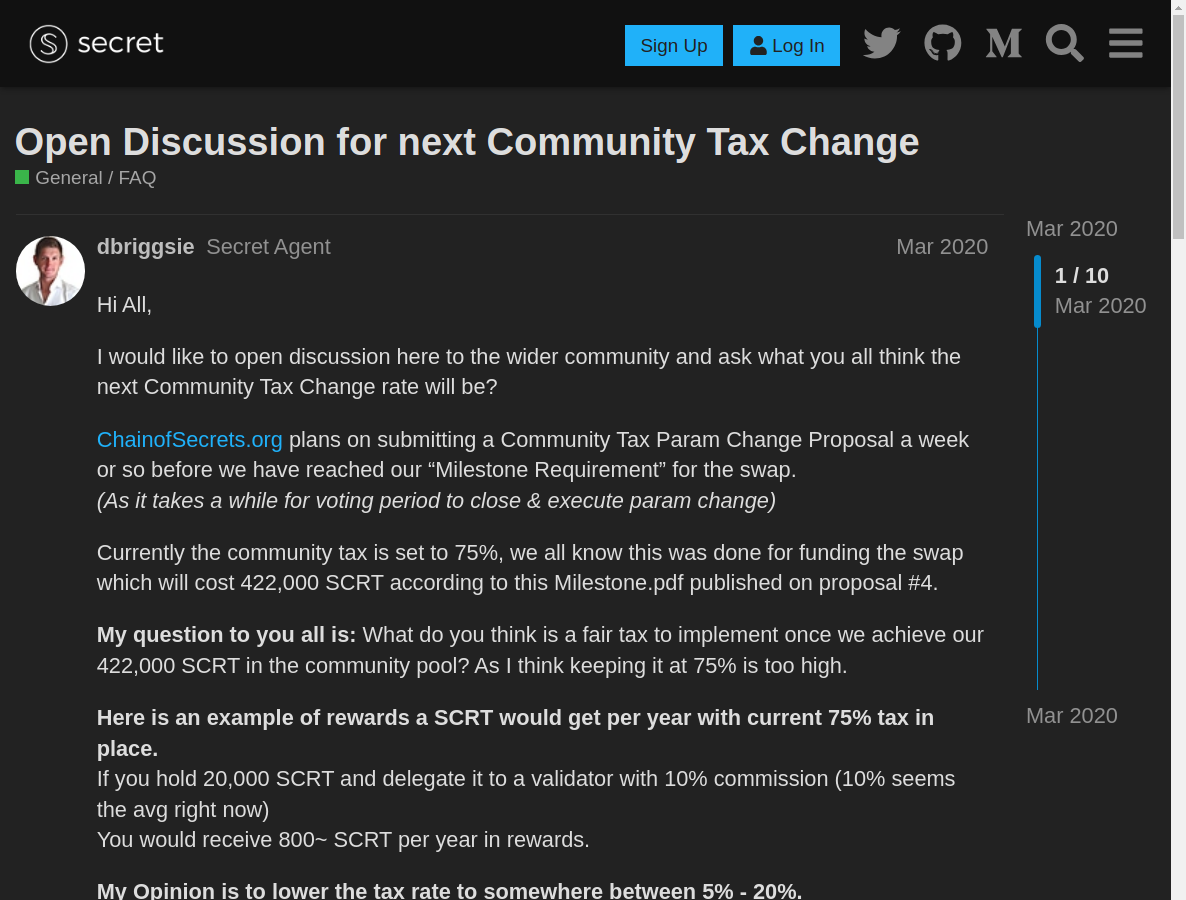 secret
Sign Up
Log In
Open Discussion for next Community Tax Change
General / FAQ
dbriggsie Secret Agent
Mar 2020
Hi All,
I would like to open discussion here to the wider community and ask what you all think the
next Community Tax Change rate will be?
ChainofSecrets.org plans on submitting a Community Tax Param Change Proposal a week
or so before we have reached our “Milestone Requirement” for the swap.
(As it takes a while for voting period to close & execute param change)
Currently the community tax is set to 75%, we all know this was done for funding the swap
which will cost 422,000 SCRT according to this Milestone.pdf published on proposal #4.
My question to you all is: What do you think is a fair tax to implement once we achieve our
422,000 SCRT in the community pool? As I think keeping it at 75% is too high.
Here is an example of rewards a SCRT would get per year with current 75% tax in
place.
If you hold 20,000 SCRT and delegate it to a validator with 10% commission (10% seems
the avg right now)
You would receive 800~ SCRT per year in rewards.
My Opinion is to lower the tax rate to somewhere between 5% - 20%.
Mar 2020
1 / 10
Mar 2020
Mar 2020